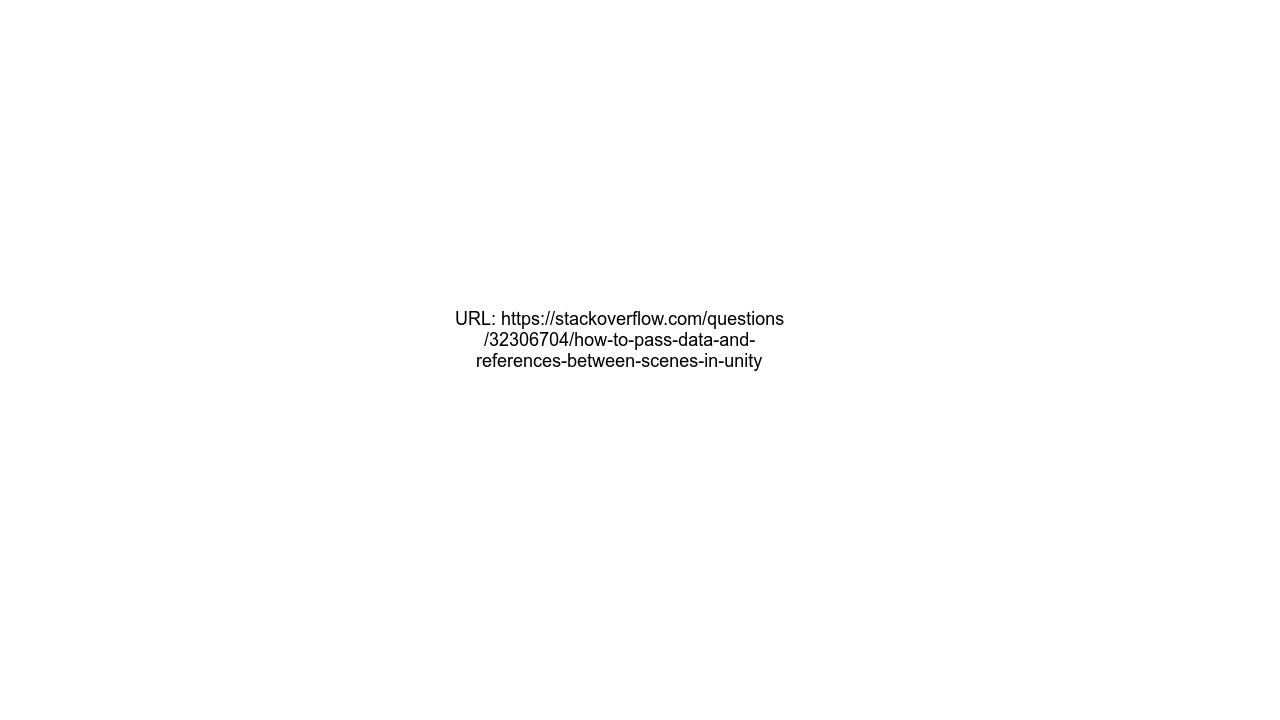 URL: https://stackoverflow.com/questions
/32306704/how-to-pass-data-and-
references-between-scenes-in-unity